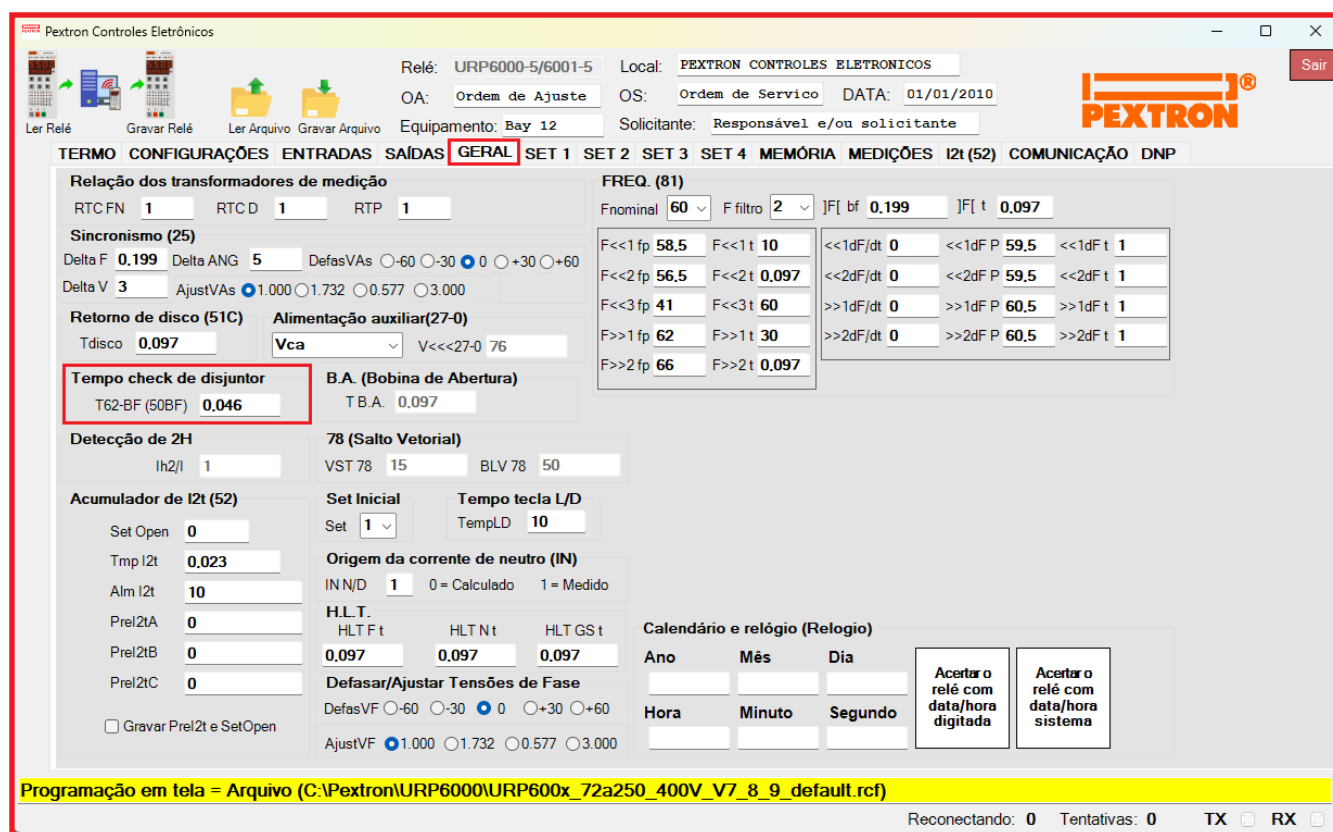 Pextron Controles Eletrônicos
Relé: URP6000-5/6001-5 Local: PEXTRON CONTROLES ELETRONICOS Sair
OA: Ordem de Ajuste OS: Ordem de Servico DATA: 01/01/2010
Ler Relé Gravar Relé Ler Arquivo Gravar Arquivo Equipamento: Bay 12 Solicitante: Responsável e/ou solicitante PEXTRON ®
TERMO CONFIGURAÇÕES ENTRADAS SAÍDAS GERAL SET 1 SET 2 SET 3 SET 4 MEMÓRIA MEDIÇÕES I2t (52) COMUNICAÇÃO DNP
Relação dos transformadores de medição
RTC FN 1 RTC D 1 RTP 1
Sincronismo (25)
Delta F 0,199 Delta ANG 5 DefasVAs -60 -30 0 +30 +60
Delta V 3 AjustVAs 1.000 1.732 0.577 3.000
Retorno de disco (51C)
Tdisco 0,097
Alimentação auxiliar(27-0)
Vca V<<<27-0 76
Tempo check de disjuntor
T62-BF (50BF) 0,046
B.A. (Bobina de Abertura)
T B.A. 0,097
Detecção de 2H
Ih2/I 1
78 (Salto Vetorial)
VST 78 15 BLV 78 50
Acumulador de I2t (52)
Set Open 0
Tmp I2t 0,023
Alm I2t 10
PreI2tA 0
PreI2tB 0
PreI2tC 0
Gravar PreI2t e SetOpen
Set Inicial
Set 1
Tempo tecla L/D
TempLD 10
Origem da corrente de neutro (IN)
IN N/D 1 0 = Calculado 1 = Medido
H.L.T.
HLT F t HLT N t HLT GS t
0,097 0,097 0,097
Defasar/Ajustar Tensões de Fase
DefasVF -60 -30 0 +30 +60
AjustVF 1.000 1.732 0.577 3.000
FREQ. (81)
Fnominal 60 F filtro 2 ]F[ bf 0,199 ]F[ t 0,097
F<<1 fp 58,5 F<<1 t 10 <<1dF/dt 0 <<1dF P 59,5 <<1dF t 1
F<<2 fp 56,5 F<<2 t 0,097 <<2dF/dt 0 <<2dF P 59,5 <<2dF t 1
F<<3 fp 41 F<<3 t 60 >>1dF/dt 0 >>1dF P 60,5 >>1dF t 1
F>>1 fp 62 F>>1 t 30 >>2dF/dt 0 >>2dF P 60,5 >>2dF t 1
F>>2 fp 66 F>>2 t 0,097
Calendário e relógio (Relogio)
Ano Mês Dia
Hora Minuto Segundo
Acertar o
relé com
data/hora
digitada
Acertar o
relé com
data/hora
sistema
Programação em tela = Arquivo (C:\Pextron\URP6000\URP600x_72a250_400V_V7_8_9_default.rcf)
Reconectando: 0 Tentativas: 0 TX RX